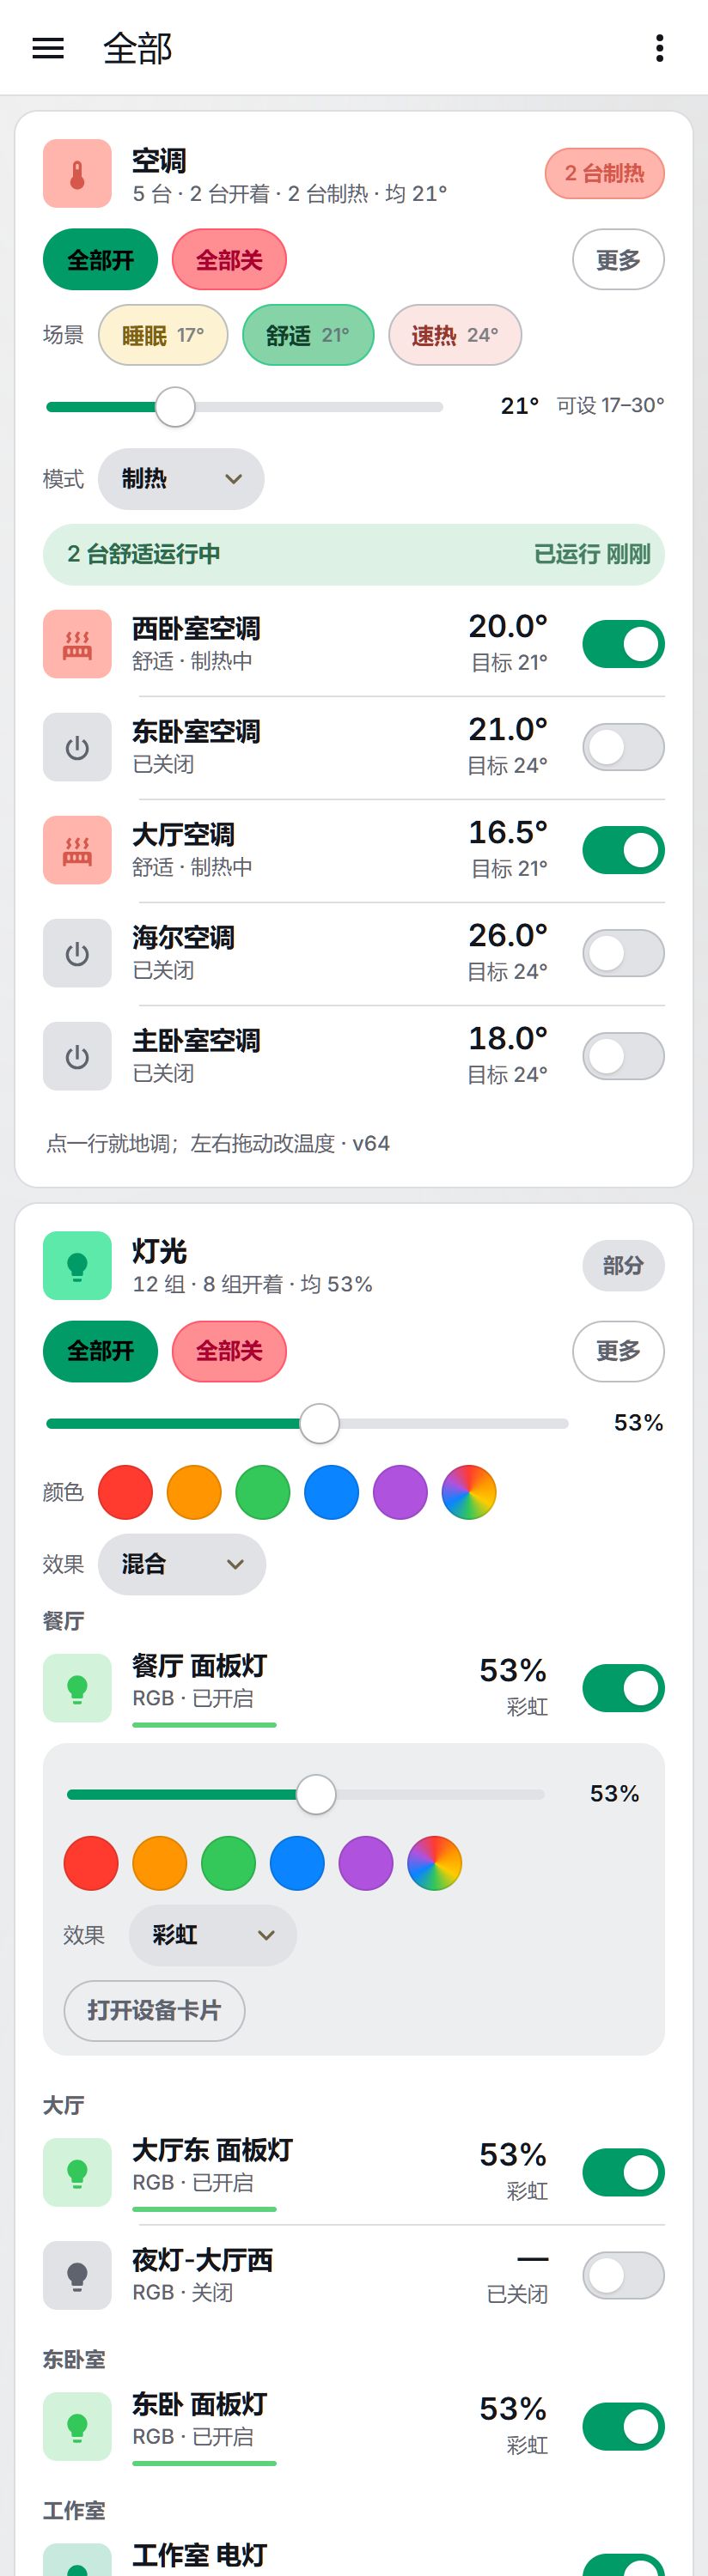 全部
空调
5 台 · 2 台开着 · 2 台制热 · 均 21°
2 台制热
全部开 全部关 更多
场景 睡眠 17° 舒适 21° 速热 24°
21° 可设 17–30°
模式 制热
2 台舒适运行中 已运行 刚刚
西卧室空调 20.0°
舒适 · 制热中 目标 21°
东卧室空调 21.0°
已关闭 目标 24°
大厅空调 16.5°
舒适 · 制热中 目标 21°
海尔空调 26.0°
已关闭 目标 24°
主卧室空调 18.0°
已关闭 目标 24°
点一行就地调；左右拖动改温度 · v64
灯光
12 组 · 8 组开着 · 均 53%
部分
全部开 全部关 更多
53%
颜色
效果 混合
餐厅
餐厅 面板灯 53%
RGB · 已开启 彩虹
53%
效果 彩虹
打开设备卡片
大厅
大厅东 面板灯 53%
RGB · 已开启 彩虹
夜灯-大厅西 —
RGB · 关闭 已关闭
东卧室
东卧 面板灯 53%
RGB · 已开启 彩虹
工作室
工作室 电灯